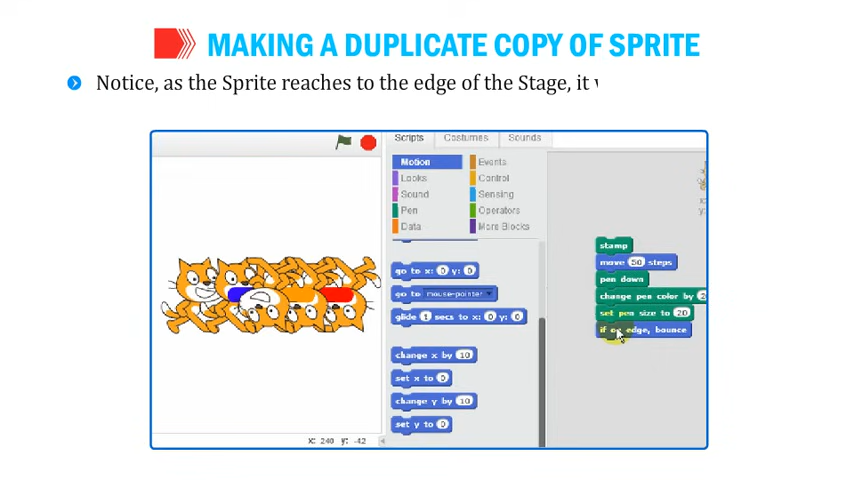 MAKING A DUPLICATE COPY OF SPRITE
Notice, as the Sprite reaches to the edge of the Stage, it
Scripts Costumes Sounds
Motion Events
Looks Control
Sound Sensing
Pen Operators
Data More Blocks
go to x: 0 y: 0
go to mouse-pointer
glide 1 secs to x: 0 y: 0
change x by 10
set x to 0
change y by 10
set y to 0
stamp
move 50 steps
pen down
change pen color by
set pen size to 20
if on edge, bounce
x: 240 y: -42